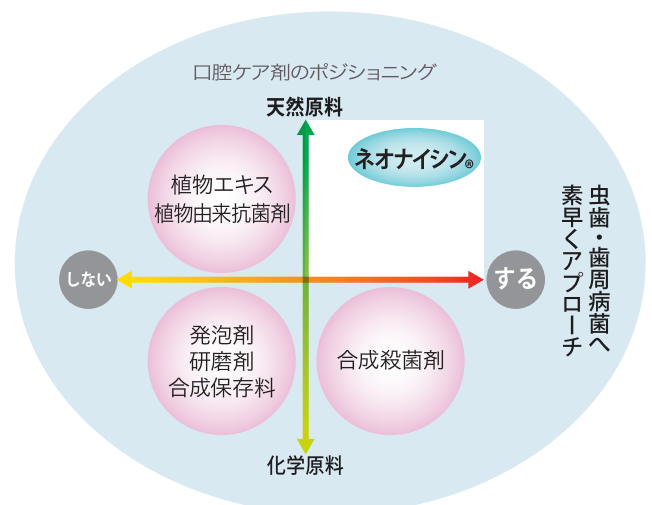 口腔ケア剤のポジショニング
天然原料
ネオナイシン®
植物エキス
植物由来抗菌剤
虫歯・歯周病菌へ
素早くアプローチ
しない
する
発泡剤
研磨剤
合成保存料
合成殺菌剤
化学原料